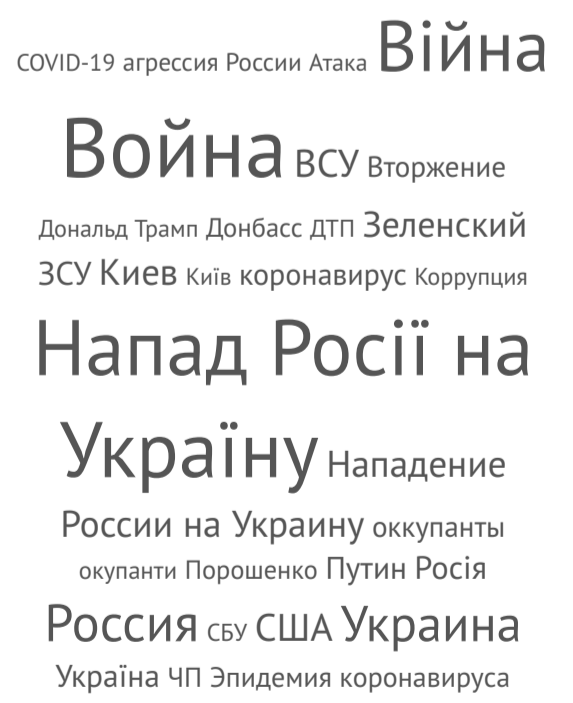 COVID-19 агрессия России Атака Війна
Война ВСУ Вторжение
Дональд Трамп Донбасс ДТП Зеленский
ЗСУ Киев Київ коронавирус Коррупция
Напад Росії на
Україну Нападение
России на Украину оккупанты
окупанти Порошенко Путин Росія
Россия СБУ США Украина
Україна ЧП Эпидемия коронавируса